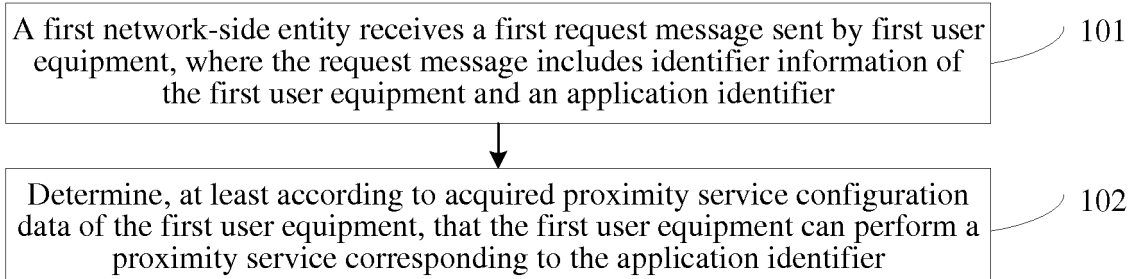 A first network-side entity receives a first request message sent by first user
equipment, where the request message includes identifier information of
the first user equipment and an application identifier
101
Determine, at least according to acquired proximity service configuration
data of the first user equipment, that the first user equipment can perform a
proximity service corresponding to the application identifier
102